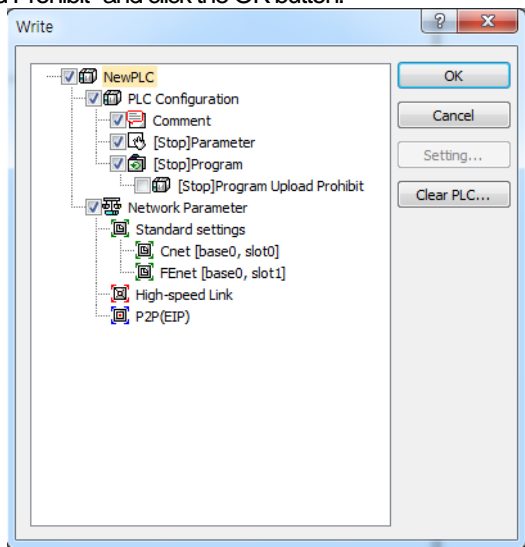 Prohibit" and click the OK button.
Write
NewPLC
PLC Configuration
Comment
[Stop]Parameter
[Stop]Program
[Stop]Program Upload Prohibit
Network Parameter
Standard settings
Cnet [base0, slot0]
FEnet [base0, slot1]
High-speed Link
P2P(EIP)
OK
Cancel
Setting...
Clear PLC...